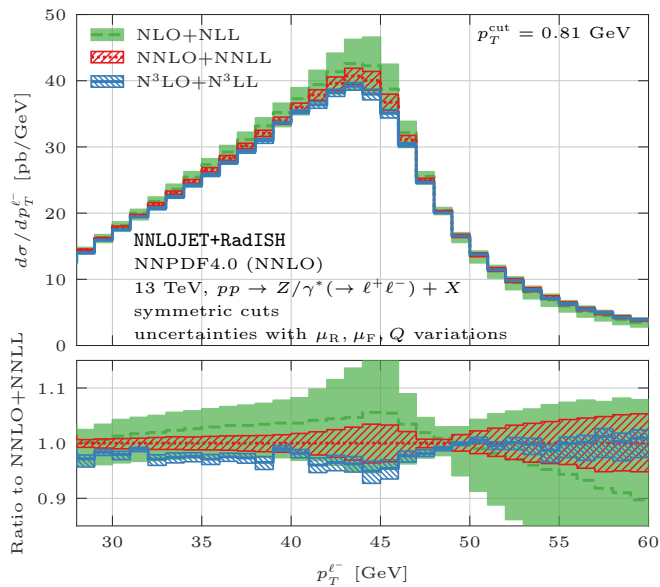 NLO+NLL
NNLO+NNLL
N³LO+N³LL
p_T^cut = 0.81 GeV
50
40
30
20
10
0
dσ/dp_T^ℓ⁻ [pb/GeV]
NNLOJET+RadISH
NNPDF4.0 (NNLO)
13 TeV, pp → Z/γ*(→ ℓ⁺ℓ⁻) + X
symmetric cuts
uncertainties with μ_R, μ_F, Q variations
1.1
1.0
0.9
Ratio to NNLO+NNLL
30 35 40 45 50 55 60
p_T^ℓ⁻ [GeV]